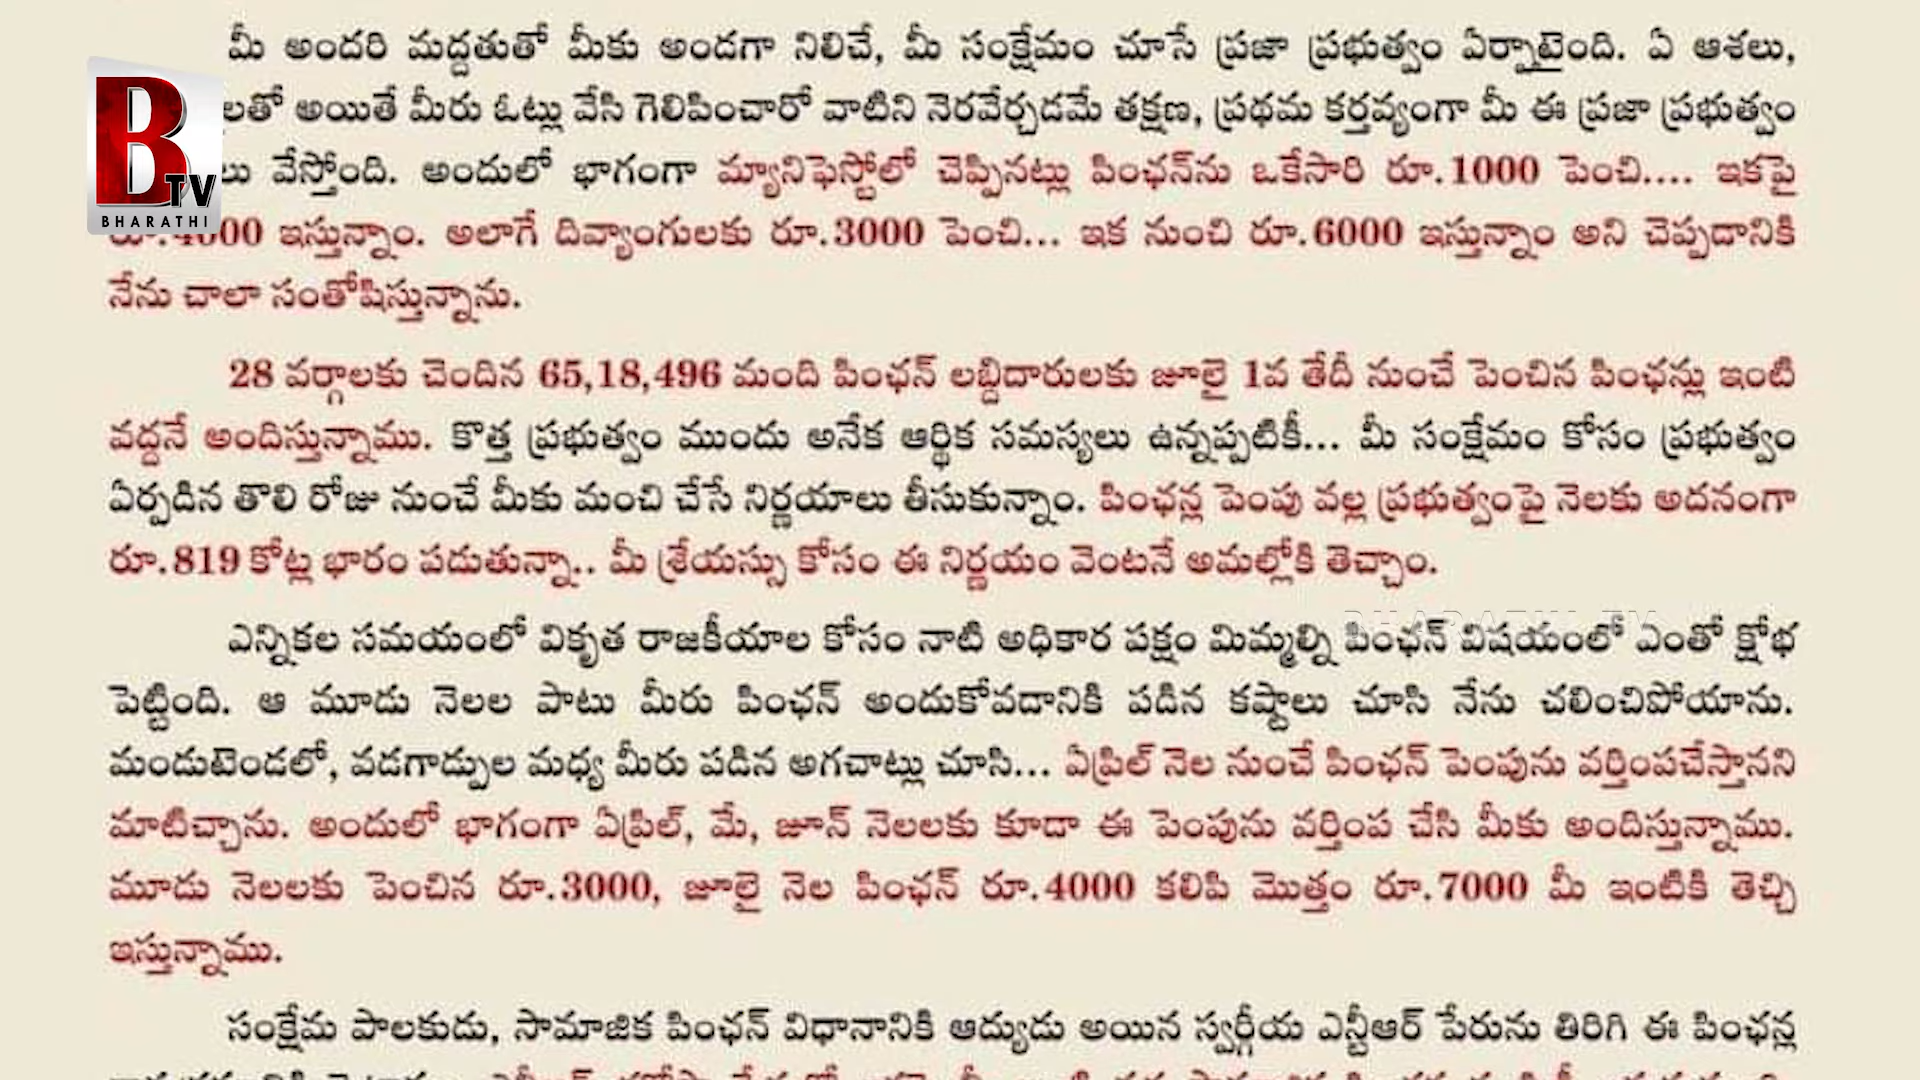 మీ అందరి మద్దతుతో మీకు అండగా నిలిచే, మీ సంక్షేమం చూసే ప్రజా ప్రభుత్వం ఏర్పాటైంది. ఏ ఆశలు,
అయితే మీరు ఓట్లు వేసి గెలిపించారో వాటిని నెరవేర్చడమే తక్షణ, ప్రథమ కర్తవ్యంగా మీ ఈ ప్రజా ప్రభుత్వం
వేస్తోంది. అందులో భాగంగా మ్యానిఫెస్టోలో చెప్పినట్లు పింఛన్‌ను ఒకేసారి రూ.1000 పెంచి.... ఇకపై
రూ.4000 ఇస్తున్నాం. అలాగే దివ్యాంగులకు రూ.3000 పెంచి... ఇక నుంచి రూ.6000 ఇస్తున్నాం అని చెప్పడానికి
నేను చాలా సంతోషిస్తున్నాను.
28 వర్గాలకు చెందిన 65,18,496 మంది పింఛన్ లబ్దిదారులకు జూలై 1వ తేదీ నుంచే పెంచిన పింఛన్లు ఇంటి
వద్దనే అందిస్తున్నాము. కొత్త ప్రభుత్వం ముందు అనేక ఆర్థిక సమస్యలు ఉన్నప్పటికీ... మీ సంక్షేమం కోసం ప్రభుత్వం
ఏర్పడిన తొలి రోజు నుంచే మీకు మంచి చేసే నిర్ణయాలు తీసుకున్నాం. పింఛన్ల పెంపు వల్ల ప్రభుత్వంపై నెలకు అదనంగా
రూ.819 కోట్ల భారం పడుతున్నా.. మీ శ్రేయస్సు కోసం ఈ నిర్ణయం వెంటనే అమల్లోకి తెచ్చాం.
ఎన్నికల సమయంలో వికృత రాజకీయాల కోసం నాటి అధికార పక్షం మిమ్మల్ని పింఛన్ విషయంలో ఎంతో క్షోభ
పెట్టింది. ఆ మూడు నెలల పాటు మీరు పింఛన్ అందుకోవడానికి పడిన కష్టాలు చూసి నేను చలించిపోయాను.
మండుటెండలో, వడగాడ్పుల మధ్య మీరు పడిన అగచాట్లు చూసి... ఏప్రిల్ నెల నుంచే పింఛన్ పెంపును వర్తింపచేస్తానని
మాటిచ్చాను. అందులో భాగంగా ఏప్రిల్, మే, జూన్ నెలలకు కూడా ఈ పెంపును వర్తింప చేసి మీకు అందిస్తున్నాము.
మూడు నెలలకు పెంచిన రూ.3000, జూలై నెల పింఛన్ రూ.4000 కలిపి మొత్తం రూ.7000 మీ ఇంటికి తెచ్చి
ఇస్తున్నాము.
సంక్షేమ పాలకుడు, సామాజిక పింఛన్ విధానానికి ఆద్యుడు అయిన స్వర్గీయ ఎన్టీఆర్ పేరును తిరిగి ఈ పింఛన్ల
B TV
BHARATHI
BHARATHI TV